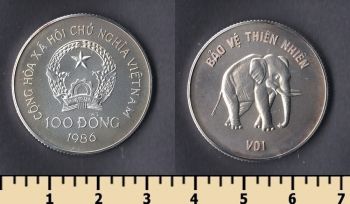 CỘNG HÒA XÃ HỘI CHỦ NGHĨA VIỆT NAM
100 ĐỒNG
1986
BẢO VỆ THIÊN NHIÊN
VOI
1 2 3 4 5 6 7